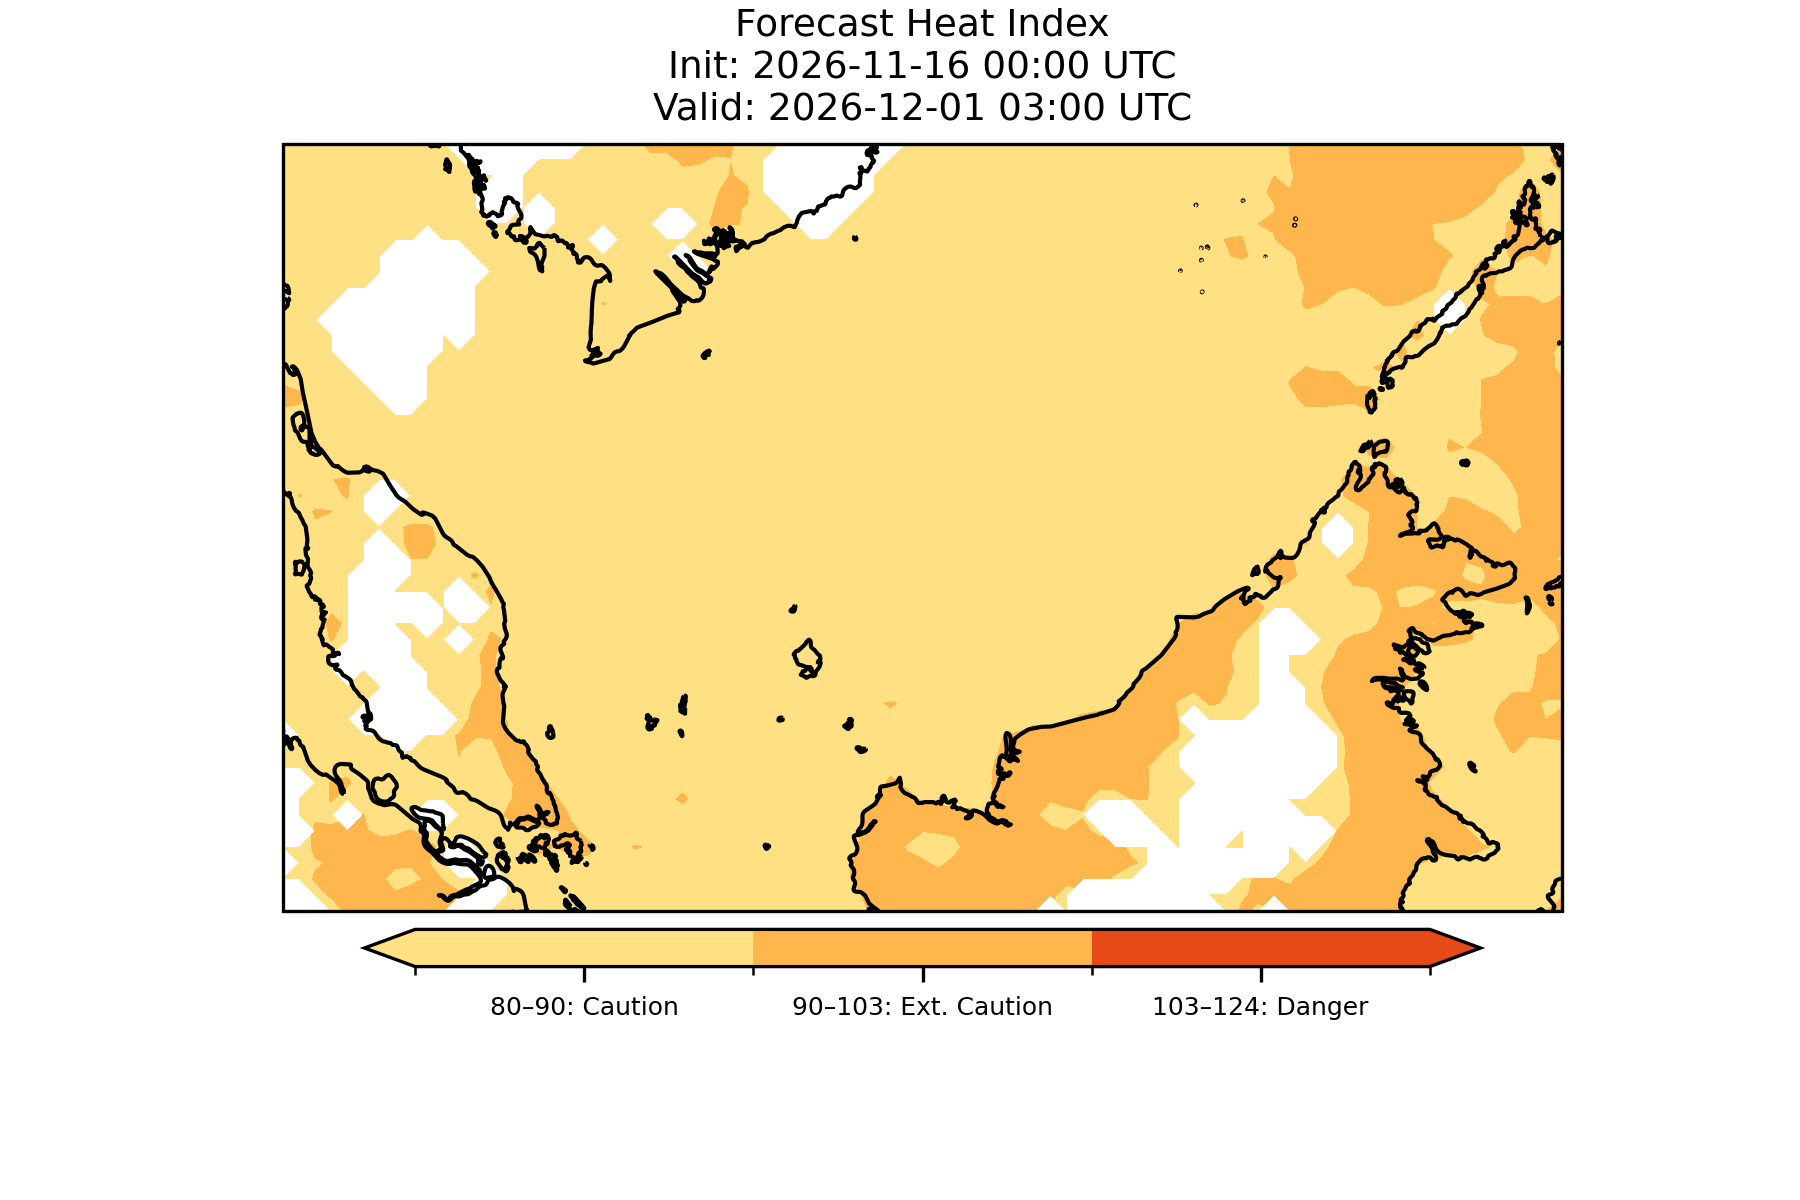 Forecast Heat Index
Init: 2026-11-16 00:00 UTC
Valid: 2026-12-01 03:00 UTC
80–90: Caution
90–103: Ext. Caution
103–124: Danger